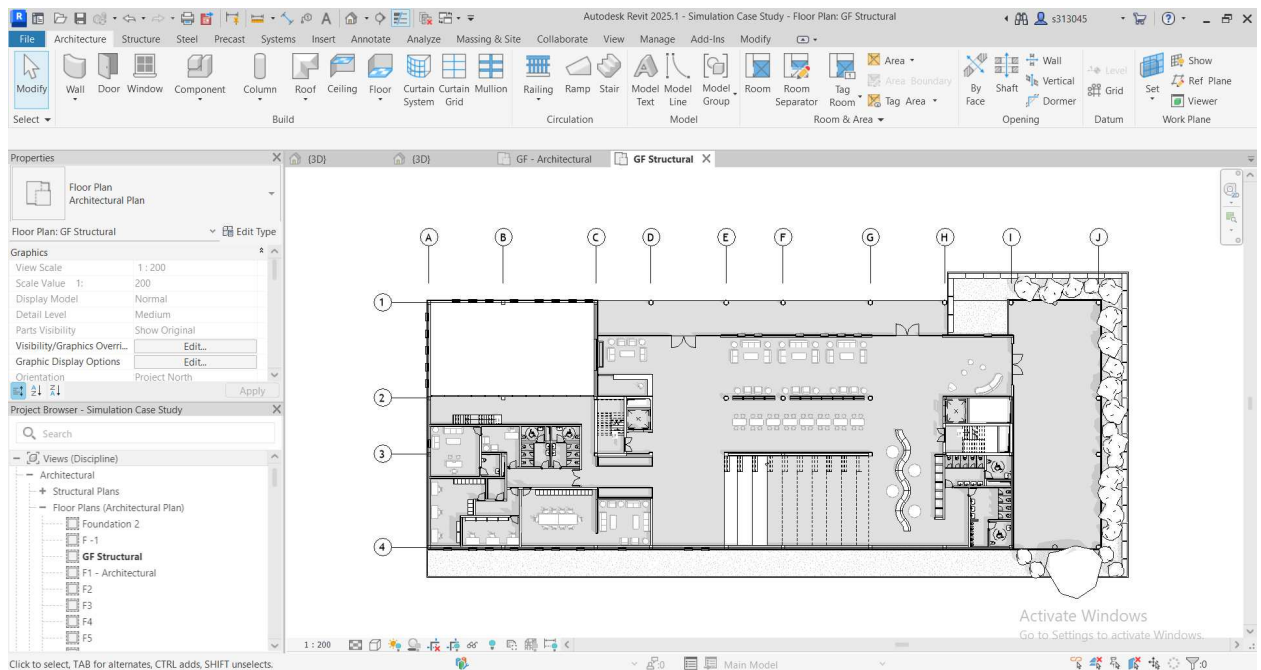 Autodesk Revit 2025.1 - Simulation Case Study - Floor Plan: GF Structural
s313045
File Architecture Structure Steel Precast Systems Insert Annotate Analyze Massing & Site Collaborate View Manage Add-Ins Modify
Modify Wall Door Window Component Column Roof Ceiling Floor Curtain System Curtain Grid Mullion Railing Ramp Stair Model Text Model Line Model Group Room Room Separator Tag Room By Face Shaft Set
Area
Area Boundary
Tag Area
Wall
Vertical
Dormer
Level
Grid
Show
Ref Plane
Viewer
Select Build Circulation Model Room & Area Opening Datum Work Plane
Properties
{3D} {3D} GF - Architectural GF Structural
Floor Plan
Architectural Plan
Floor Plan: GF Structural Edit Type
Graphics
View Scale 1 : 200
Scale Value 1: 200
Display Model Normal
Detail Level Medium
Parts Visibility Show Original
Visibility/Graphics Overri... Edit...
Graphic Display Options Edit...
Orientation Project North
Apply
Project Browser - Simulation Case Study
Search
Views (Discipline)
Architectural
Structural Plans
Floor Plans (Architectural Plan)
Foundation 2
F -1
GF Structural
F1 - Architectural
F2
F3
F4
F5
A B C D E F G H I J
1
2
3
4
Activate Windows
Go to Settings to activate Windows.
1 : 200
Click to select, TAB for alternates, CTRL adds, SHIFT unselects.
:0
Main Model
:0